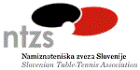 ntzs
Namiznoteniška zveza Slovenije
Slovenian Table-Tennis Association